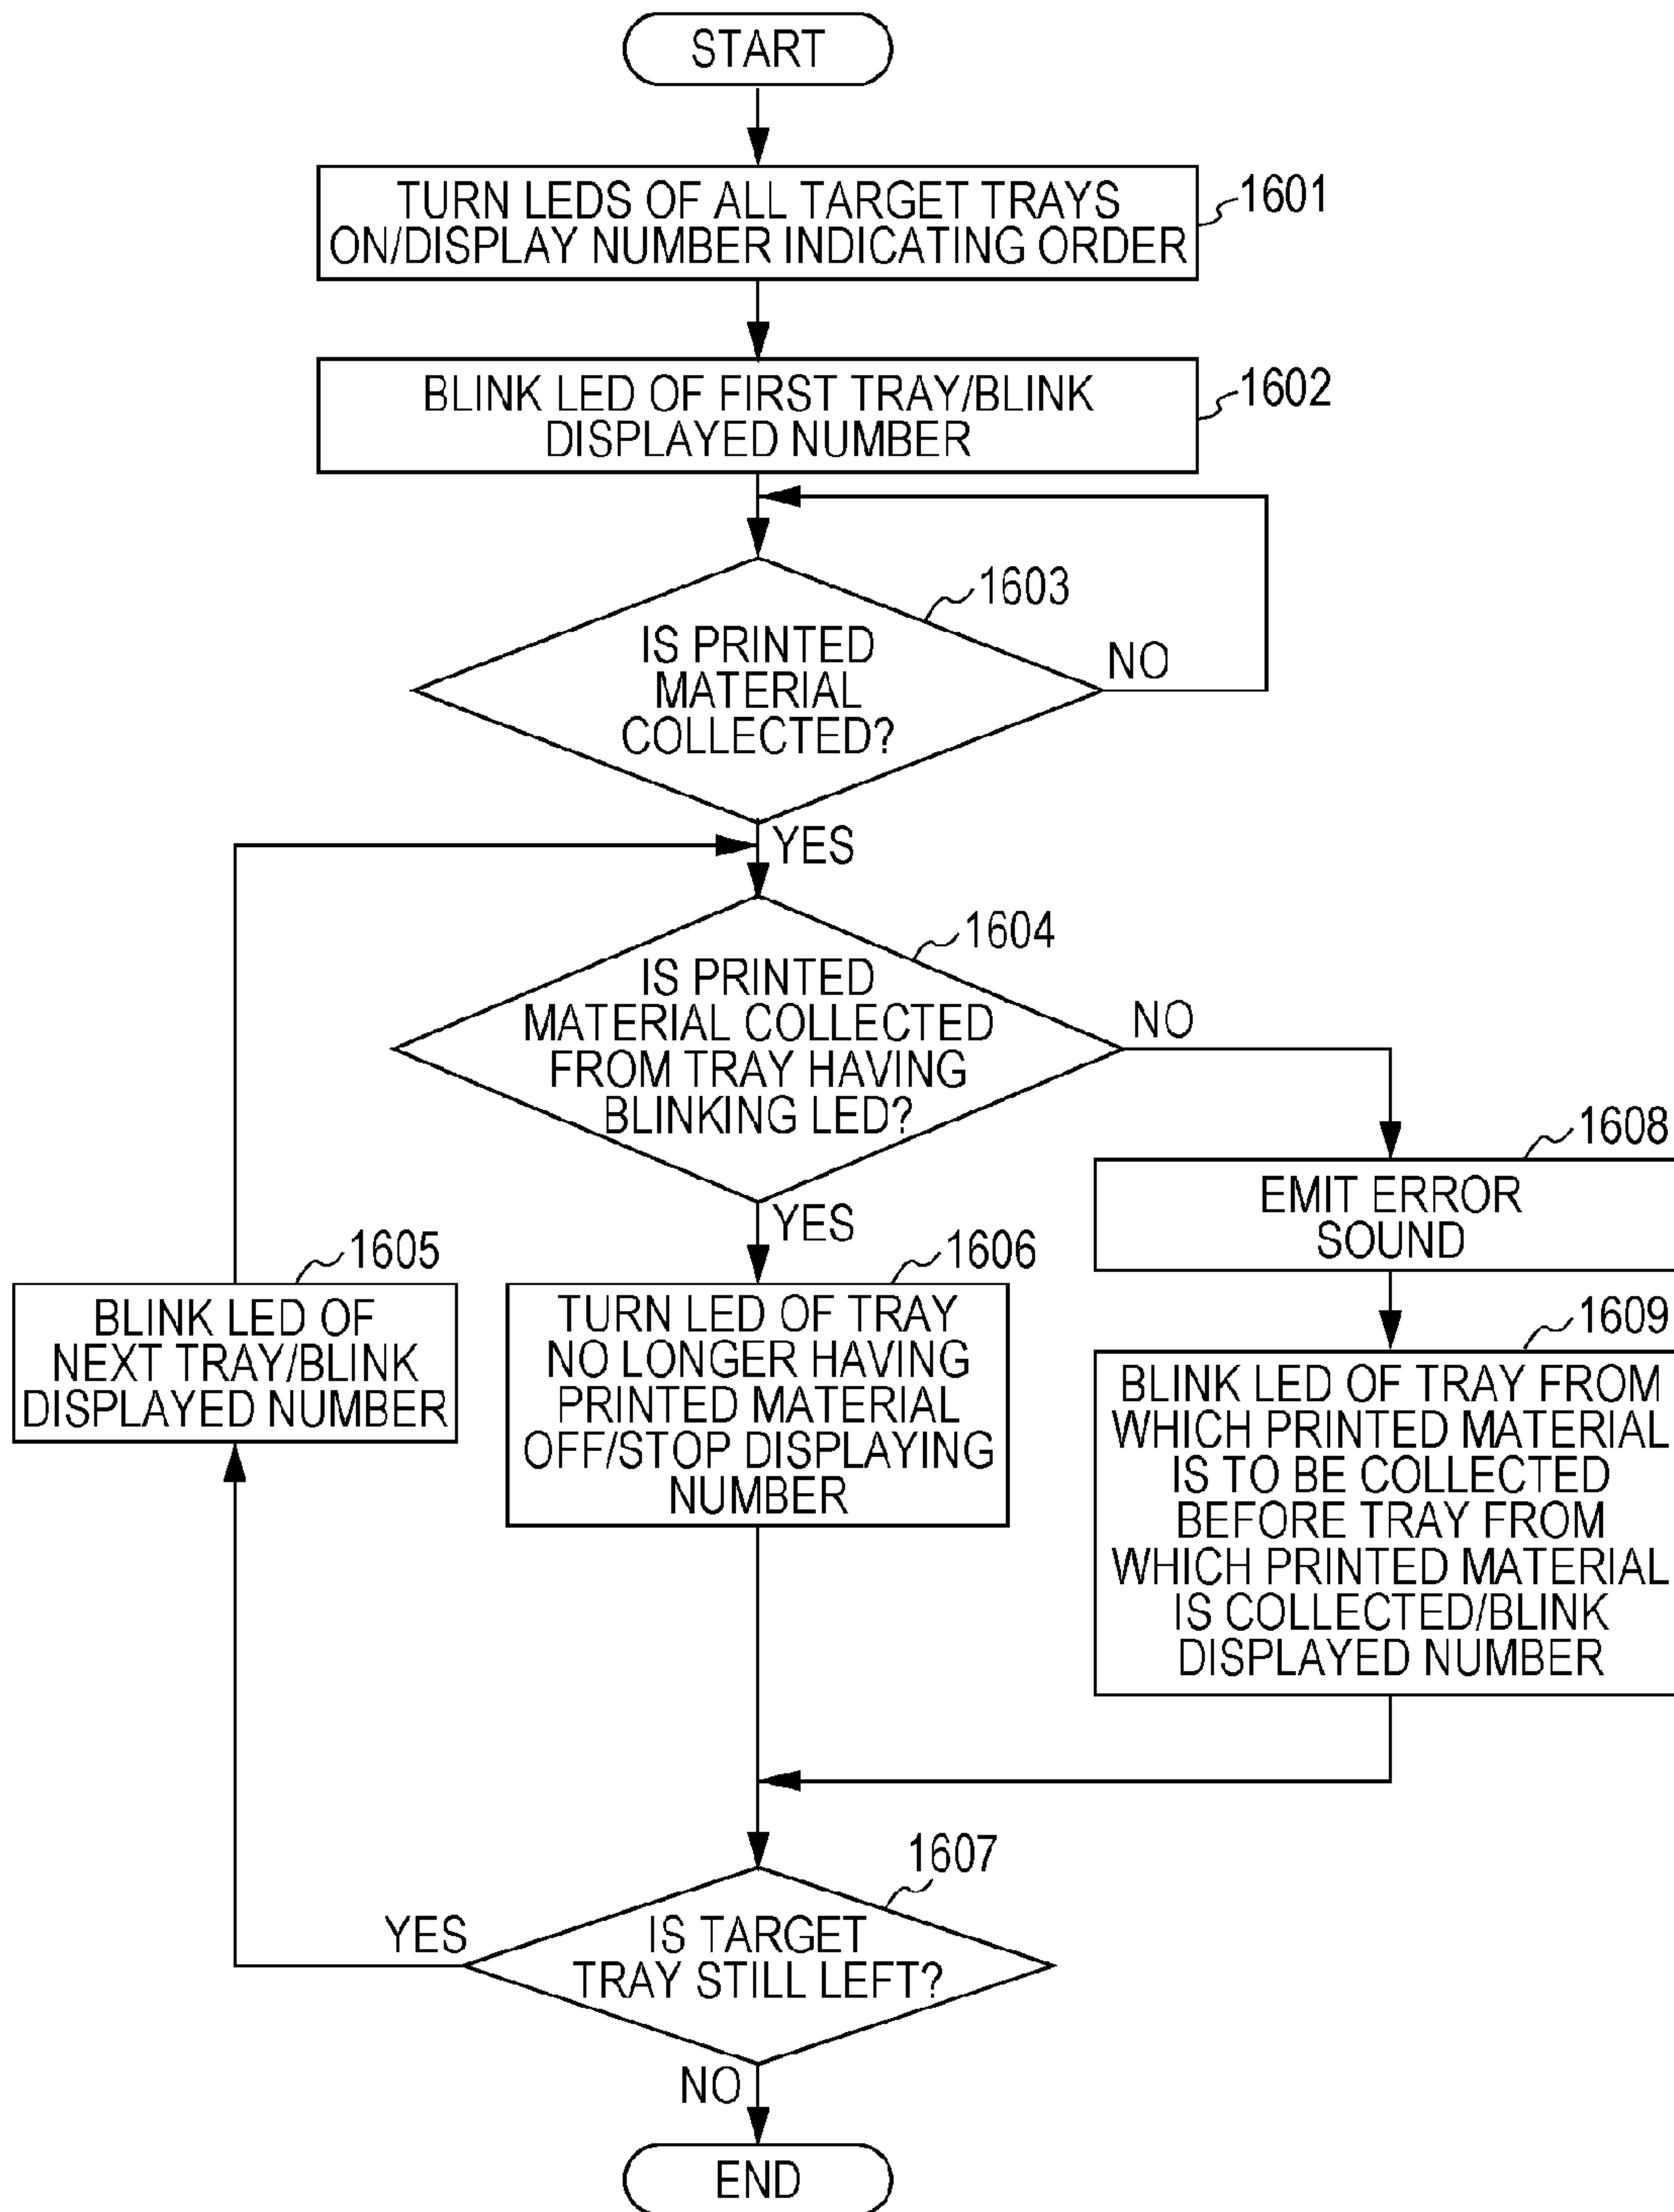 START
TURN LEDS OF ALL TARGET TRAYS
ON/DISPLAY NUMBER INDICATING ORDER
1601
BLINK LED OF FIRST TRAY/BLINK
DISPLAYED NUMBER
1602
1603
IS PRINTED
MATERIAL
COLLECTED?
NO
YES
1604
IS PRINTED
MATERIAL COLLECTED
FROM TRAY HAVING
BLINKING LED?
NO
YES
1608
EMIT ERROR
SOUND
1605
BLINK LED OF
NEXT TRAY/BLINK
DISPLAYED NUMBER
1606
TURN LED OF TRAY
NO LONGER HAVING
PRINTED MATERIAL
OFF/STOP DISPLAYING
NUMBER
1609
BLINK LED OF TRAY FROM
WHICH PRINTED MATERIAL
IS TO BE COLLECTED
BEFORE TRAY FROM
WHICH PRINTED MATERIAL
IS COLLECTED/BLINK
DISPLAYED NUMBER
1607
IS TARGET
TRAY STILL LEFT?
YES
NO
END